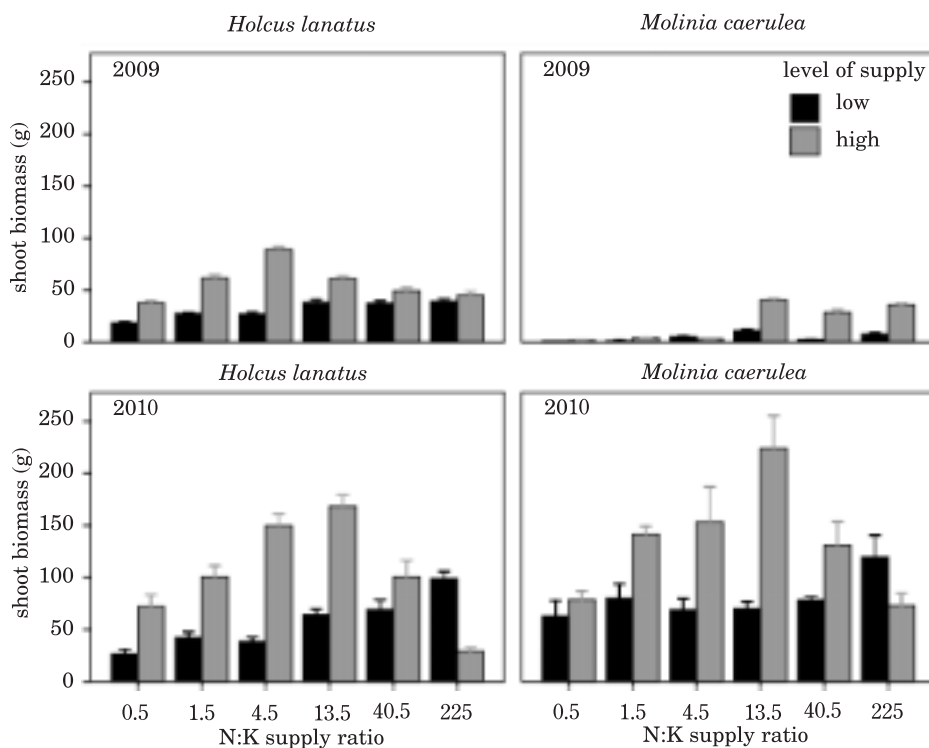 Holcus lanatus
Molinia caerulea
2009
2009
level of supply
low
high
shoot biomass (g)
250
200
150
100
50
0
Holcus lanatus
Molinia caerulea
2010
2010
shoot biomass (g)
250
200
150
100
50
0
0.5 1.5 4.5 13.5 40.5 225
0.5 1.5 4.5 13.5 40.5 225
N:K supply ratio
N:K supply ratio